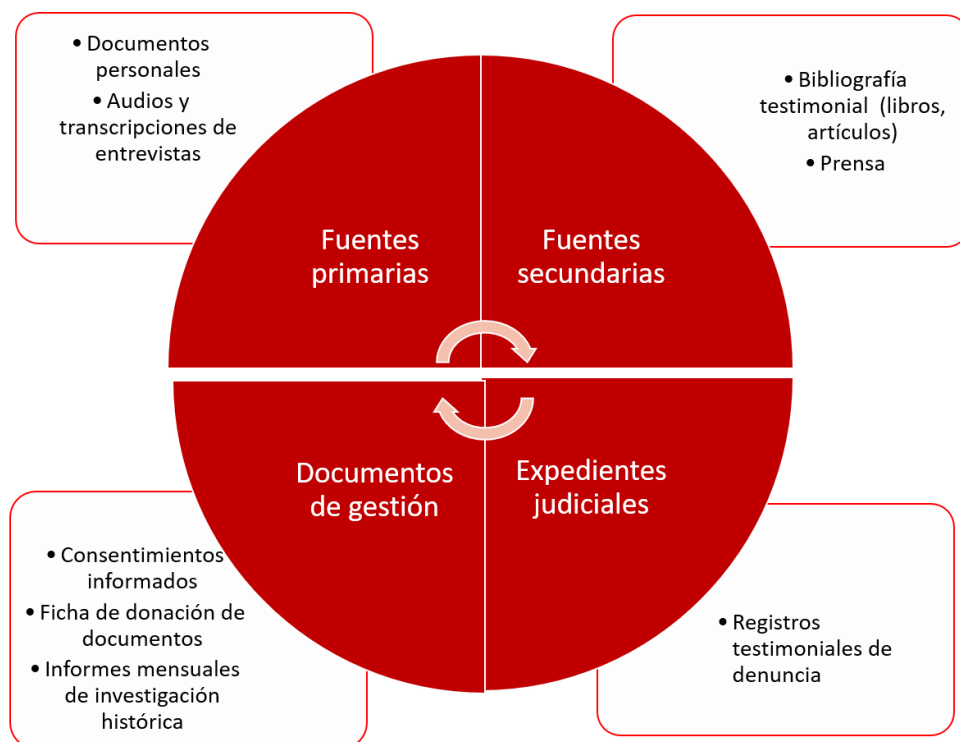 • Documentos
personales
• Audios y
transcripciones de
entrevistas
• Bibliografía
testimonial (libros,
artículos)
• Prensa
Fuentes
primarias
Fuentes
secundarias
Documentos
de gestión
Expedientes
judiciales
• Consentimientos
informados
• Ficha de donación de
documentos
• Informes mensuales
de investigación
histórica
• Registros
testimoniales de
denuncia